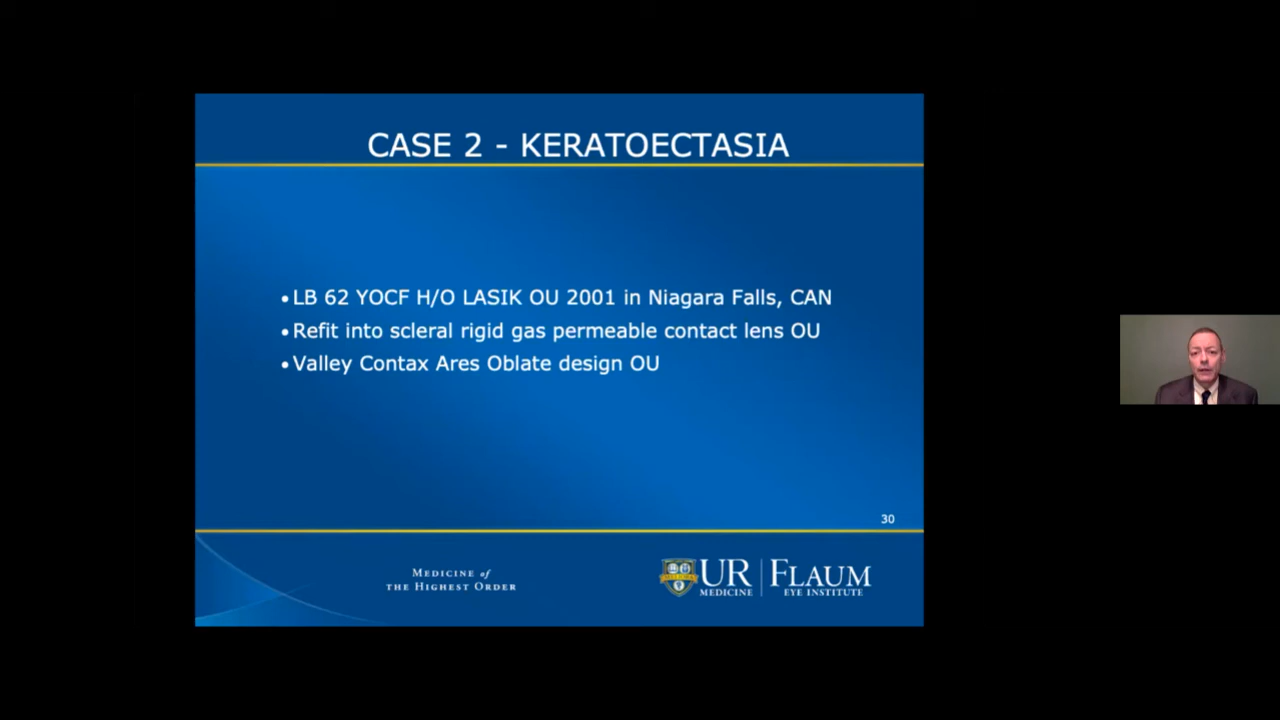 CASE 2 - KERATOECTASIA
•LB 62 YOCF H/O LASIK OU 2001 in Niagara Falls, CAN
•Refit into scleral rigid gas permeable contact lens OU
•Valley Contax Ares Oblate design OU
30
MEDICINE of
THE HIGHEST ORDER
UR
MEDICINE
FLAUM
EYE INSTITUTE